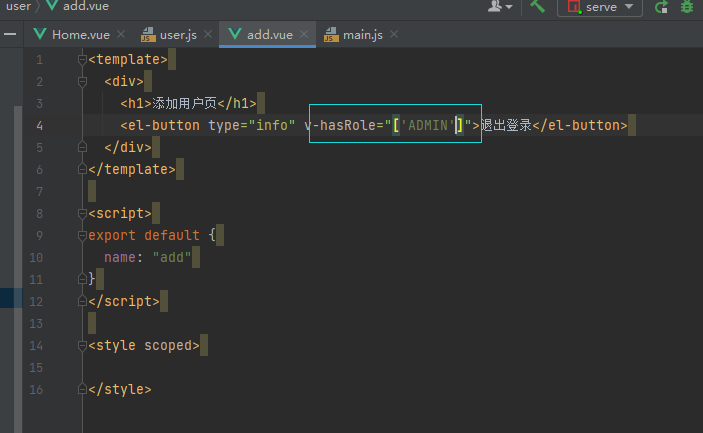 user add.vue serve
Home.vue user.js add.vue main.js
1 <template>
2 <div>
3 <h1>添加用户页</h1>
4 <el-button type="info" v-hasRole="['ADMIN']">退出登录</el-button>
5 </div>
6 </template>
7
8 <script>
9 export default {
10 name: "add"
11 }
12 </script>
13
14 <style scoped>
15
16 </style>